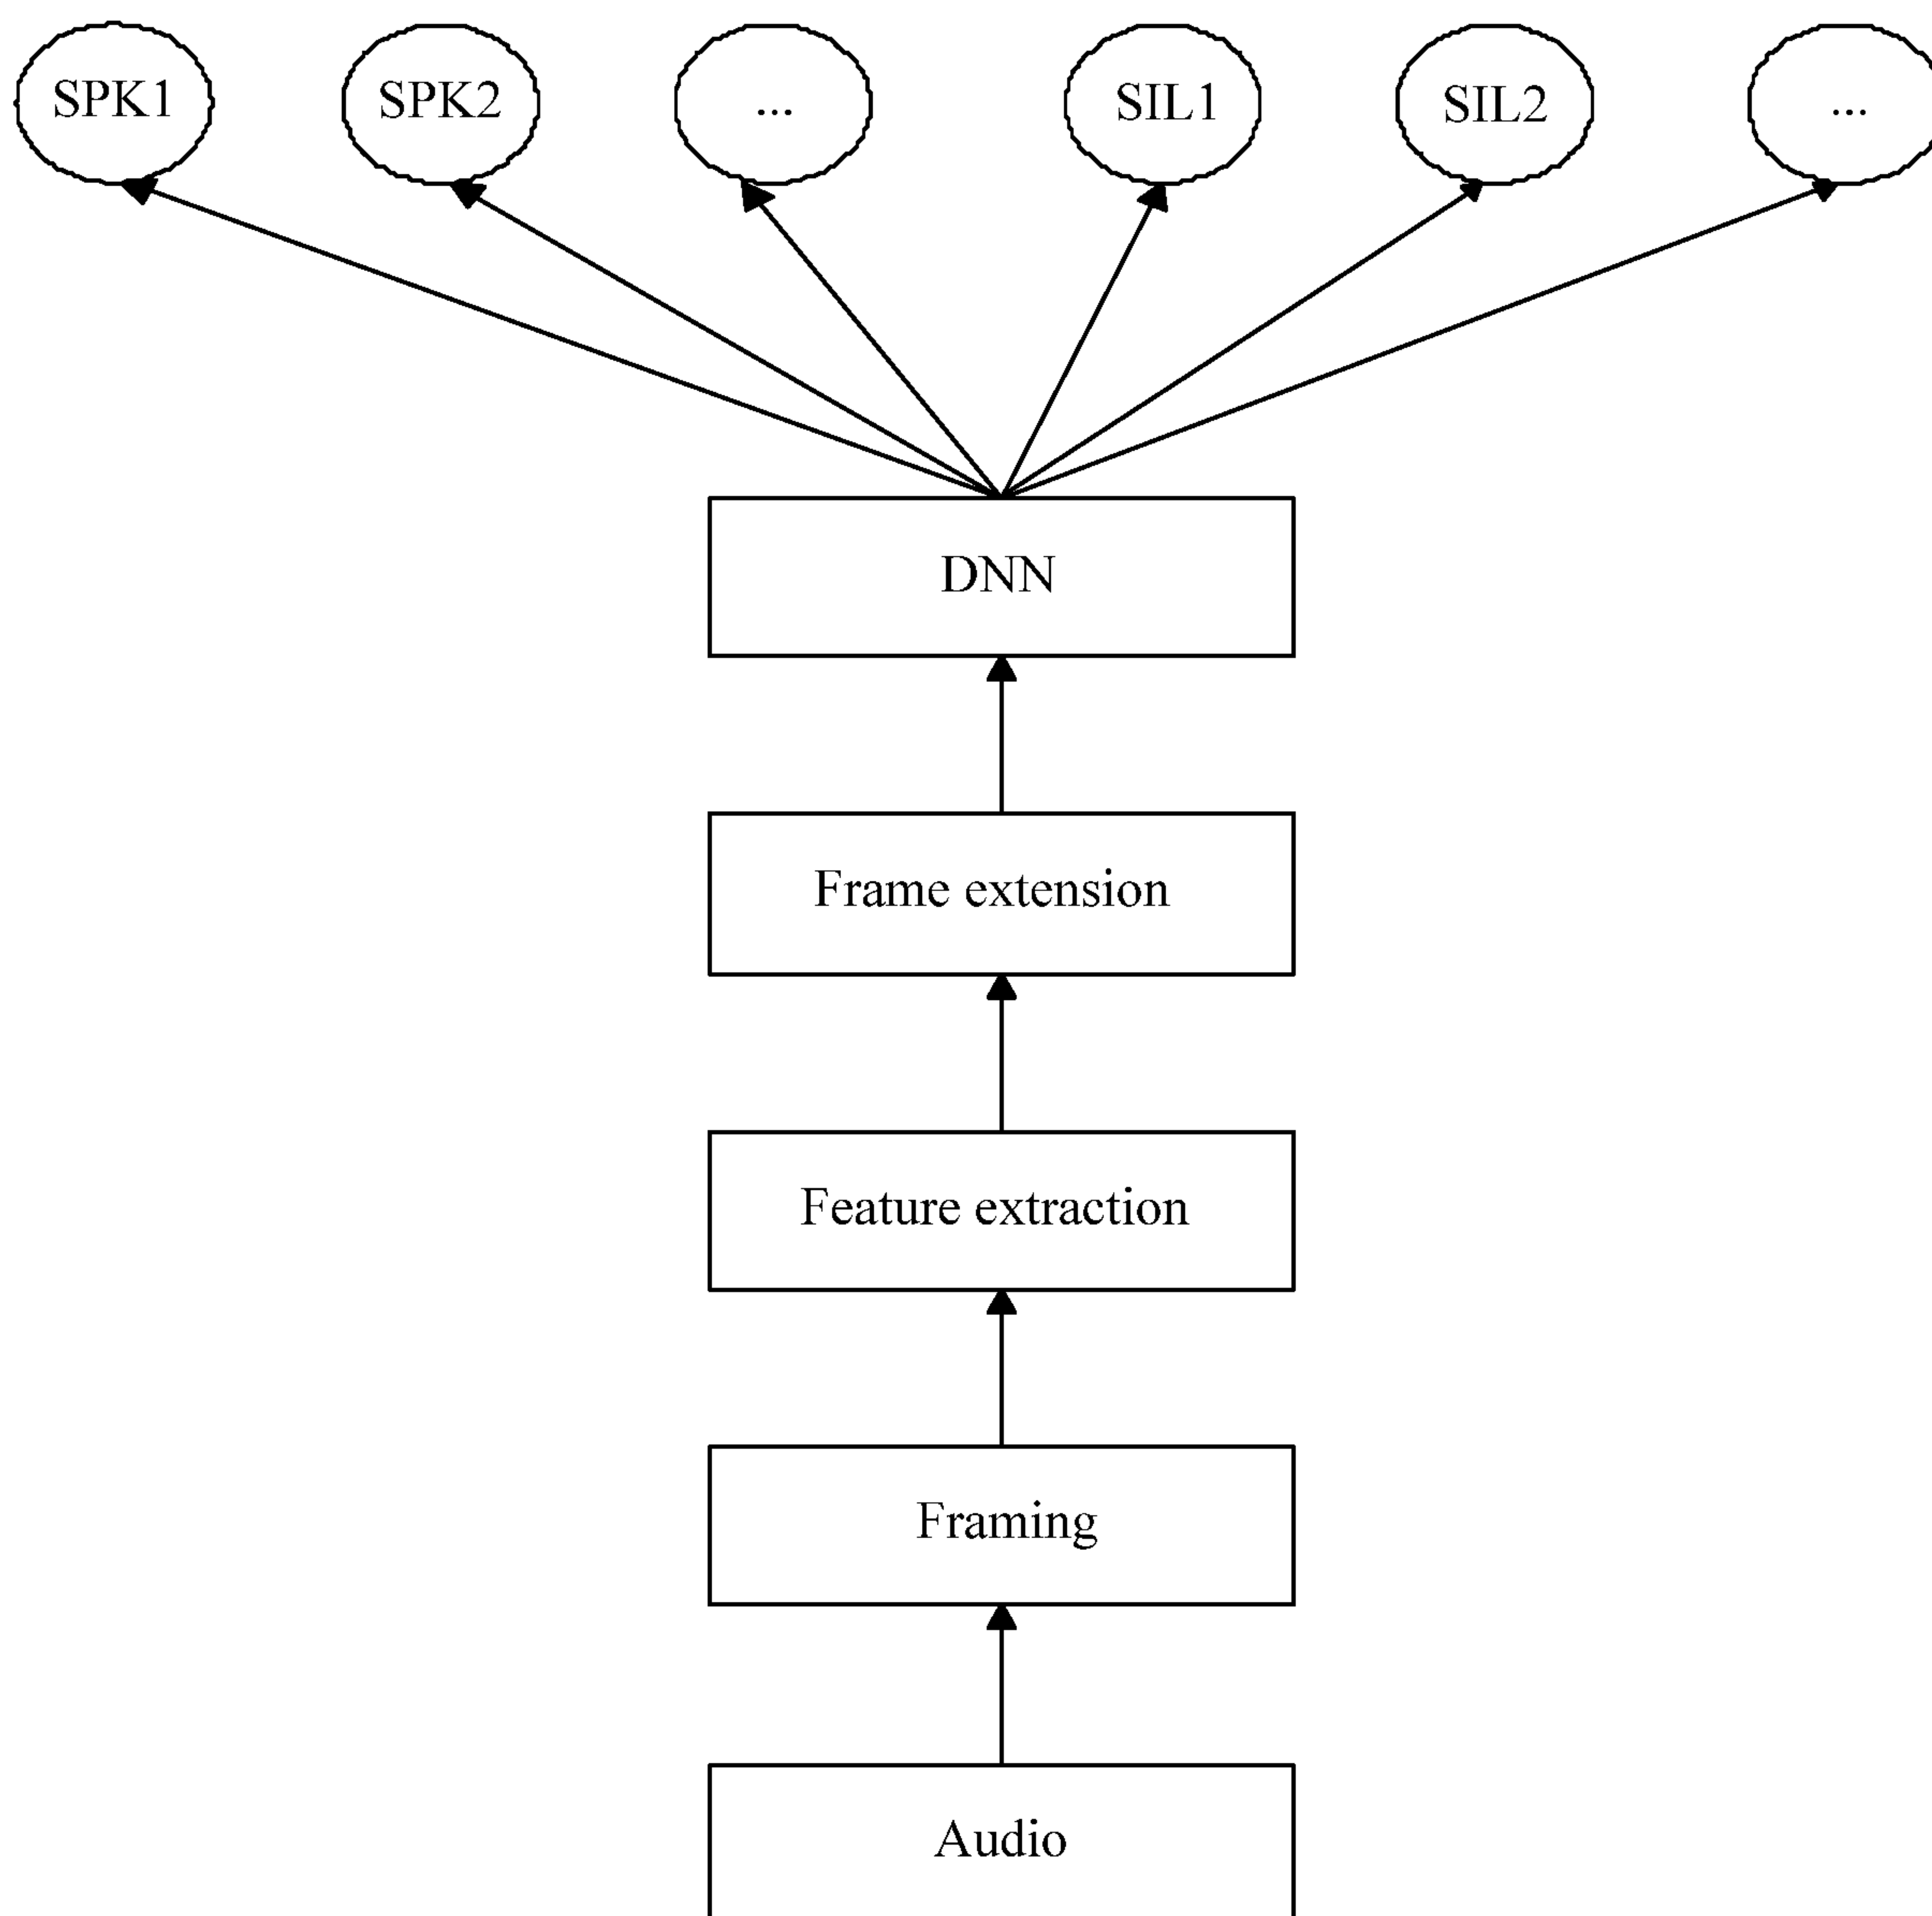 SPK1
SPK2
...
SIL1
SIL2
...
DNN
Frame extension
Feature extraction
Framing
Audio